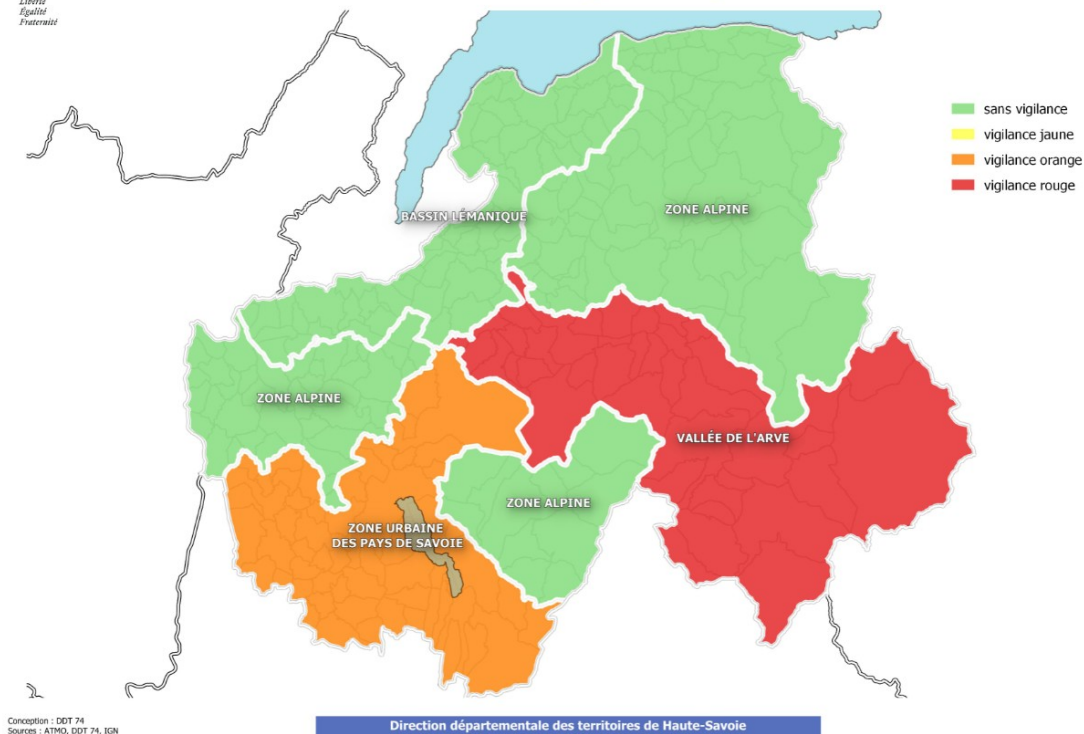 Liberté
Égalité
Fraternité
sans vigilance
vigilance jaune
vigilance orange
vigilance rouge
BASSIN LÉMANIQUE
ZONE ALPINE
ZONE ALPINE
VALLÉE DE L'ARVE
ZONE ALPINE
ZONE URBAINE
DES PAYS DE SAVOIE
Conception : DDT 74
Sources : ATMO, DDT 74, IGN
Direction départementale des territoires de Haute-Savoie